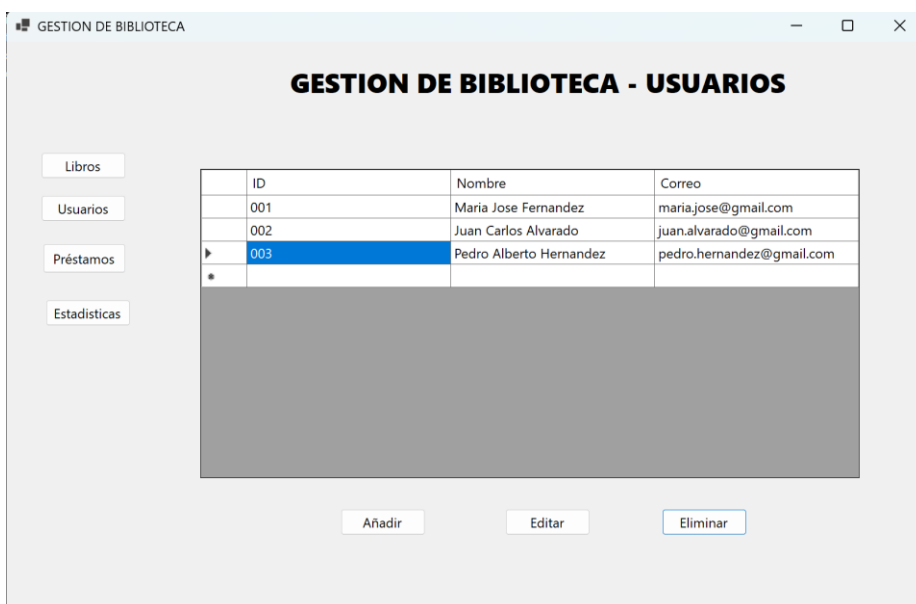 GESTION DE BIBLIOTECA
GESTION DE BIBLIOTECA - USUARIOS
Libros
Usuarios
Préstamos
Estadisticas
ID Nombre Correo
001 Maria Jose Fernandez maria.jose@gmail.com
002 Juan Carlos Alvarado juan.alvarado@gmail.com
003 Pedro Alberto Hernandez pedro.hernandez@gmail.com
Añadir Editar Eliminar